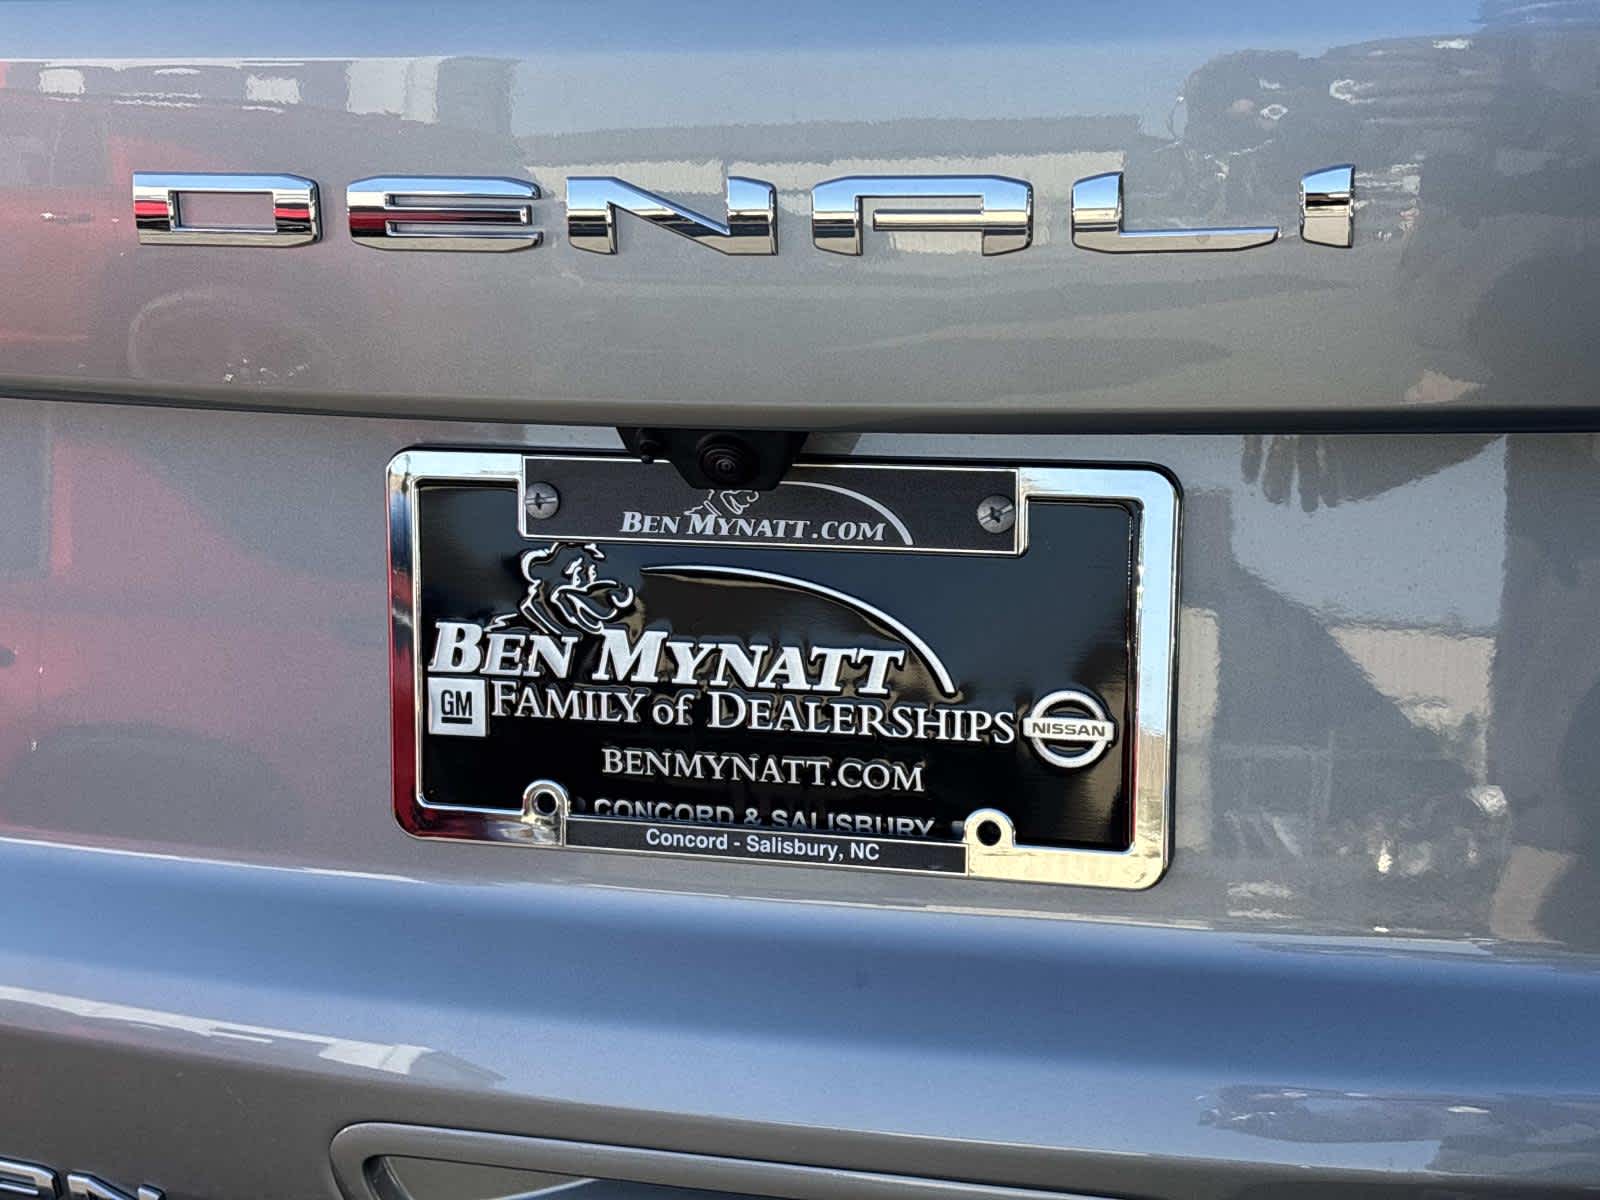 DENALI
BEN MYNATT.COM
BEN MYNATT
GM FAMILY of DEALERSHIPS NISSAN
BENMYNATT.COM
CONCORD & SALISBURY
Concord - Salisbury, NC